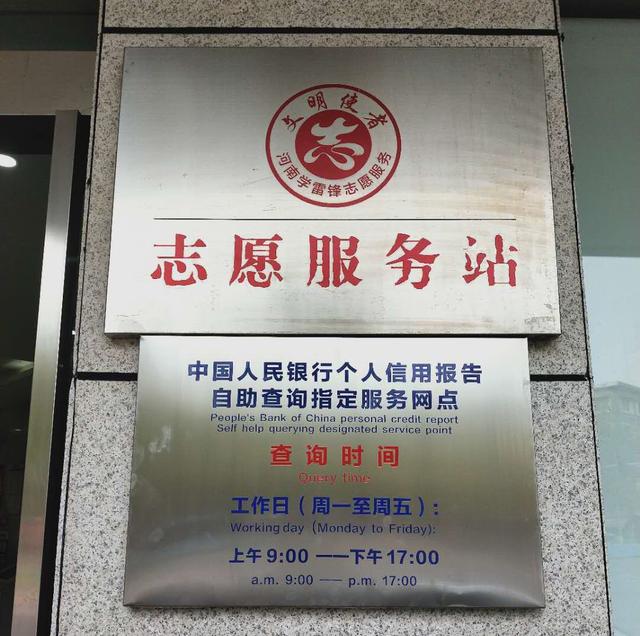 文明使者
志
河南学雷锋志愿服务
志愿服务站
中国人民银行个人信用报告
自助查询指定服务网点
People's Bank of China personal credit report
Self help querying designated service point
查询时间
Query time
工作日（周一至周五）：
Working day (Monday to Friday):
上午9:00 ——下午17:00
a.m. 9:00 —— p.m. 17:00